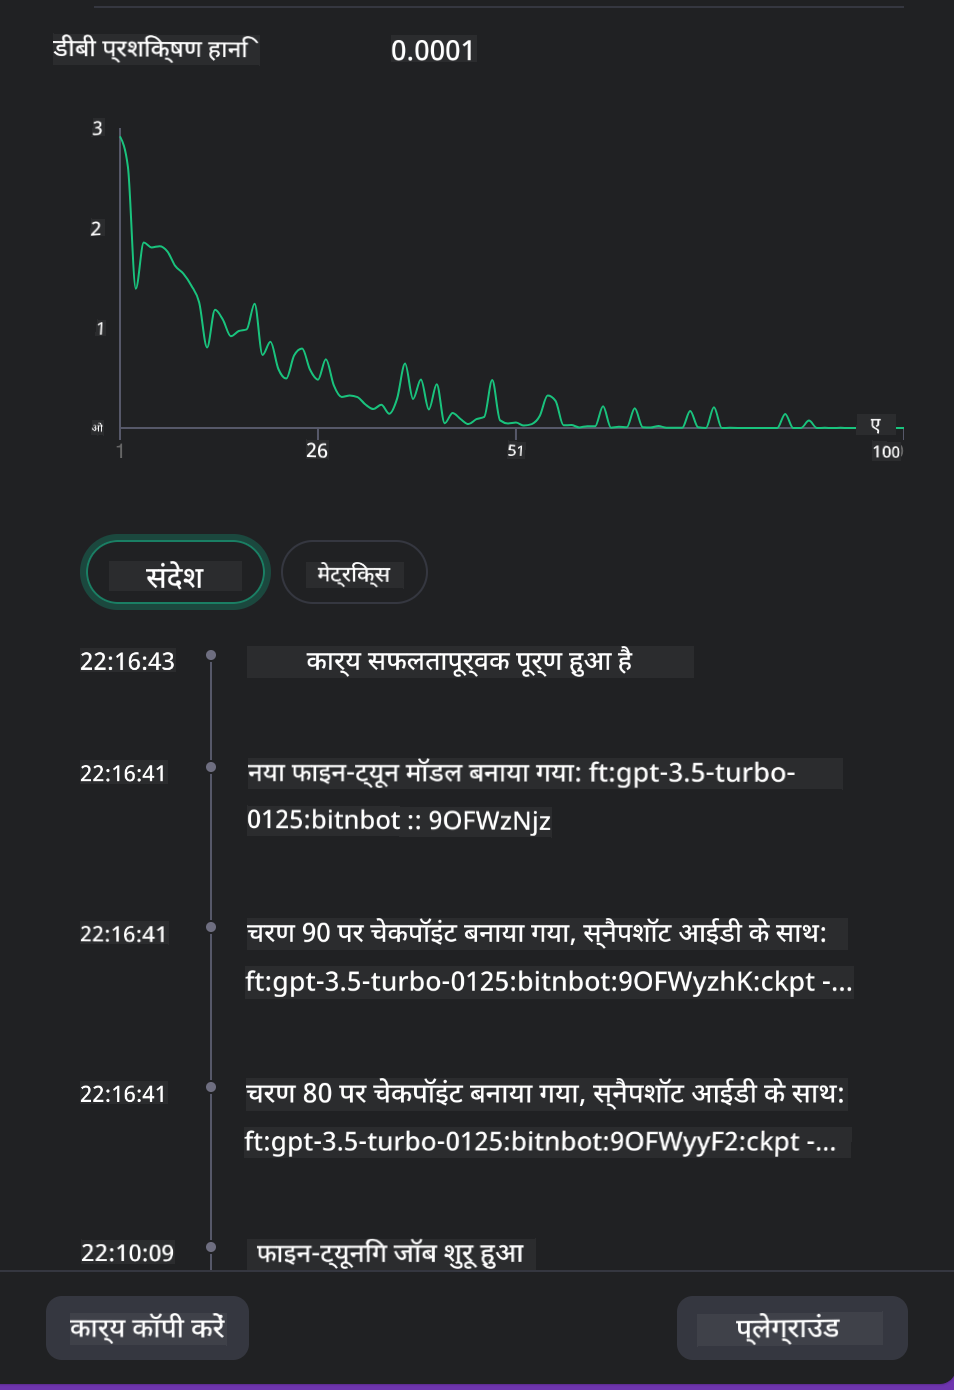 डीबी प्रशिक्षण हानि
0.0001
3
2
1
ओ
ए
1
26
51
100
संदेश
मेट्रिक्स
22:16:43
कार्य सफलतापूर्वक पूर्ण हुआ है
22:16:41
नया फाइन-ट्यून मॉडल बनाया गया: ft:gpt-3.5-turbo-
0125:bitnbot :: 9OFWzNjz
22:16:41
चरण 90 पर चेकपॉइंट बनाया गया, स्नैपशॉट आईडी के साथ:
ft:gpt-3.5-turbo-0125:bitnbot:9OFWyzhK:ckpt -...
22:16:41
चरण 80 पर चेकपॉइंट बनाया गया, स्नैपशॉट आईडी के साथ:
ft:gpt-3.5-turbo-0125:bitnbot:9OFWyyF2:ckpt -...
22:10:09
फाइन-ट्यूनिंग जॉब शुरू हुआ
कार्य कॉपी करें
प्लेग्राउंड